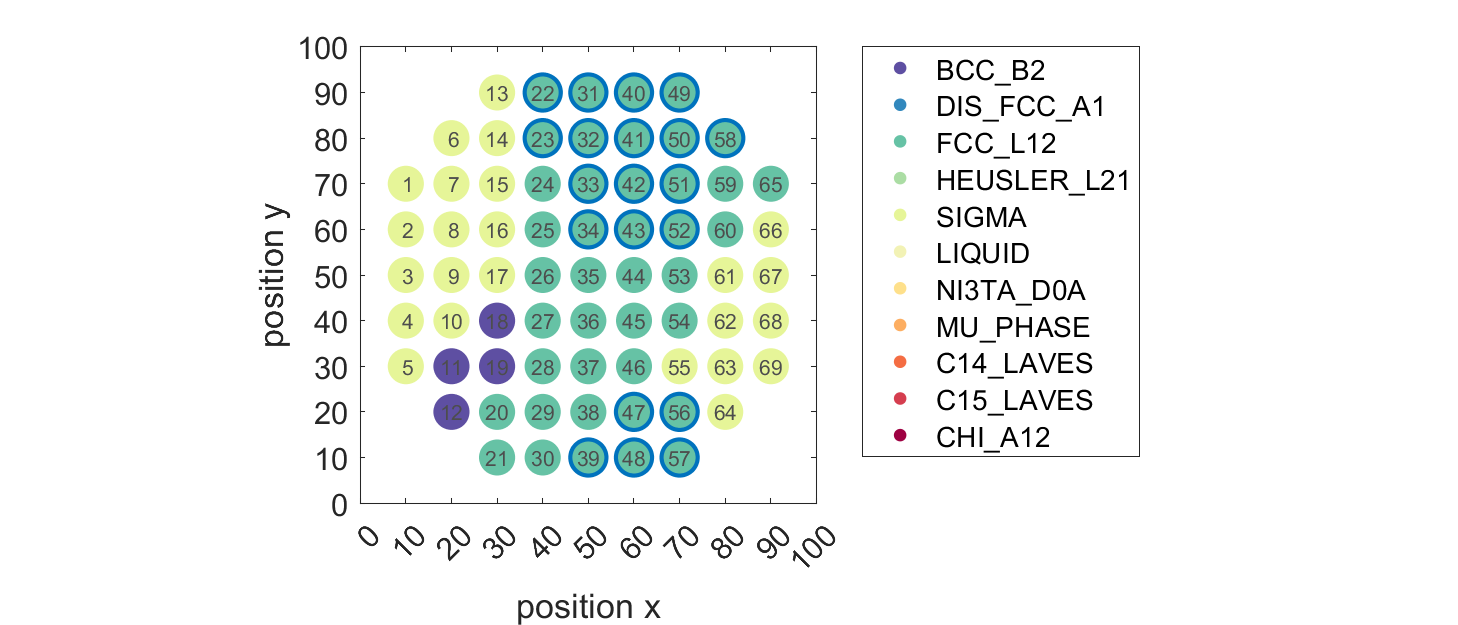 100
90
80
70
60
50
40
30
20
10
0
position y
13 22 31 40 49
6 14 23 32 41 50 58
1 7 15 24 33 42 51 59 65
2 8 16 25 34 43 52 60 66
3 9 17 26 35 44 53 61 67
4 10 18 27 36 45 54 62 68
5 11 19 28 37 46 55 63 69
12 20 29 38 47 56 64
21 30 39 48 57
0 10 20 30 40 50 60 70 80 90 100
position x
BCC_B2
DIS_FCC_A1
FCC_L12
HEUSLER_L21
SIGMA
LIQUID
NI3TA_D0A
MU_PHASE
C14_LAVES
C15_LAVES
CHI_A12